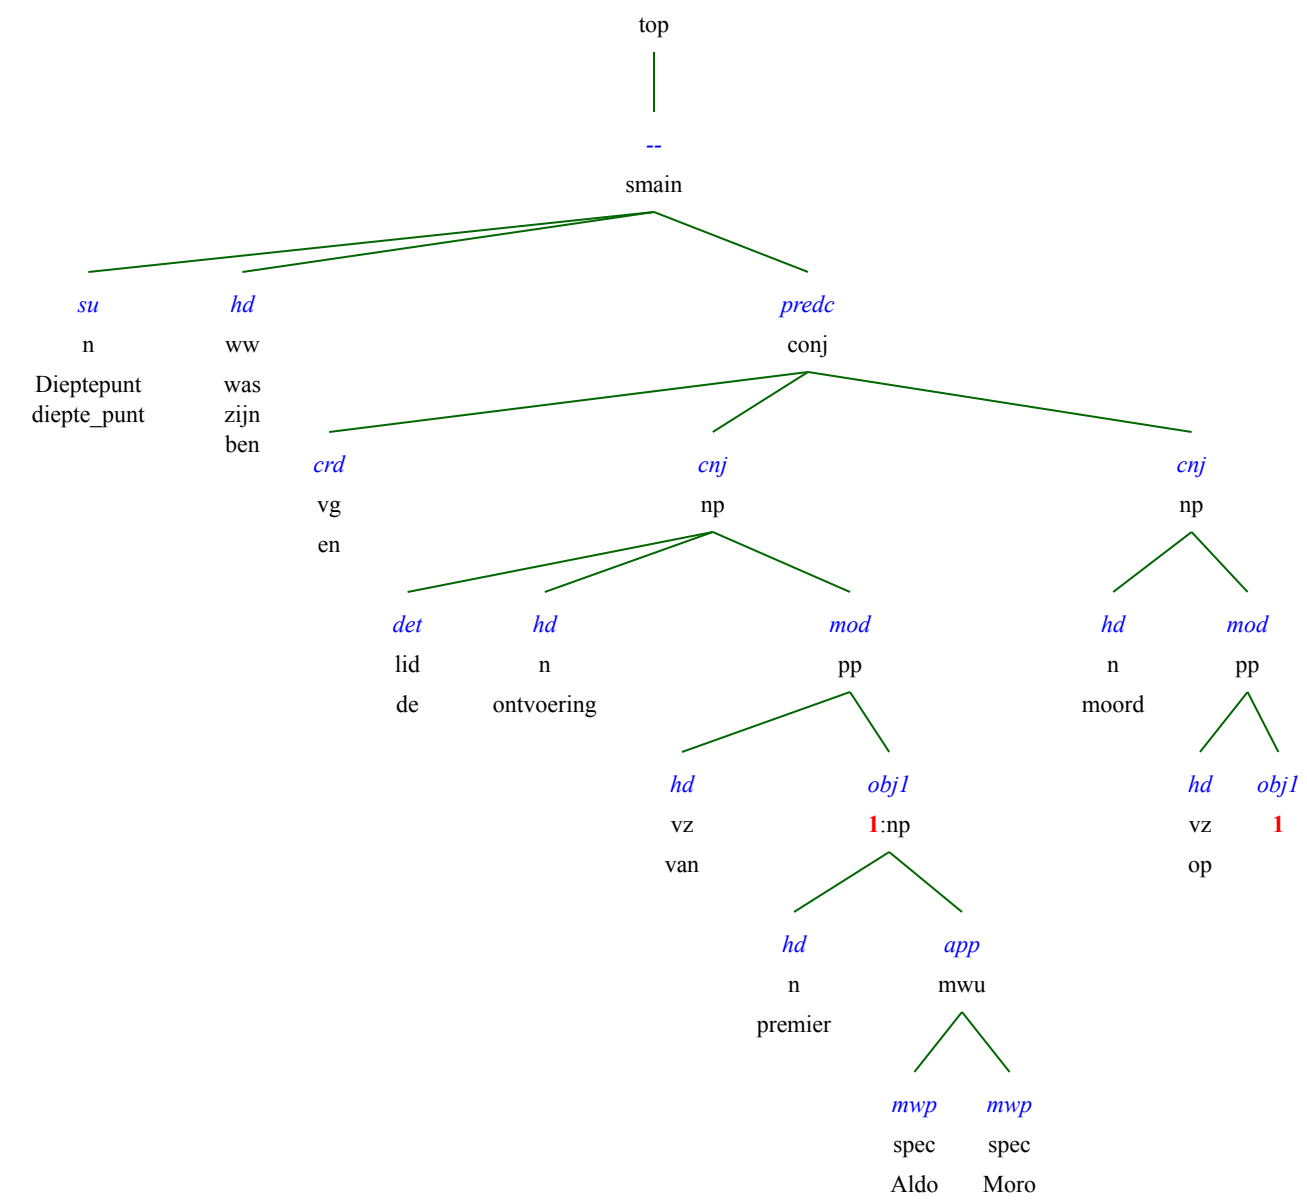 top
--
smain
su hd predc
n ww conj
Dieptepunt was
diepte_punt zijn
ben
crd cnj cnj
vg np np
en
det hd mod hd mod
lid n pp n pp
de ontvoering moord
hd obj1 hd obj1
vz 1:np vz 1
van op
hd app
n mwu
premier
mwp mwp
spec spec
Aldo Moro